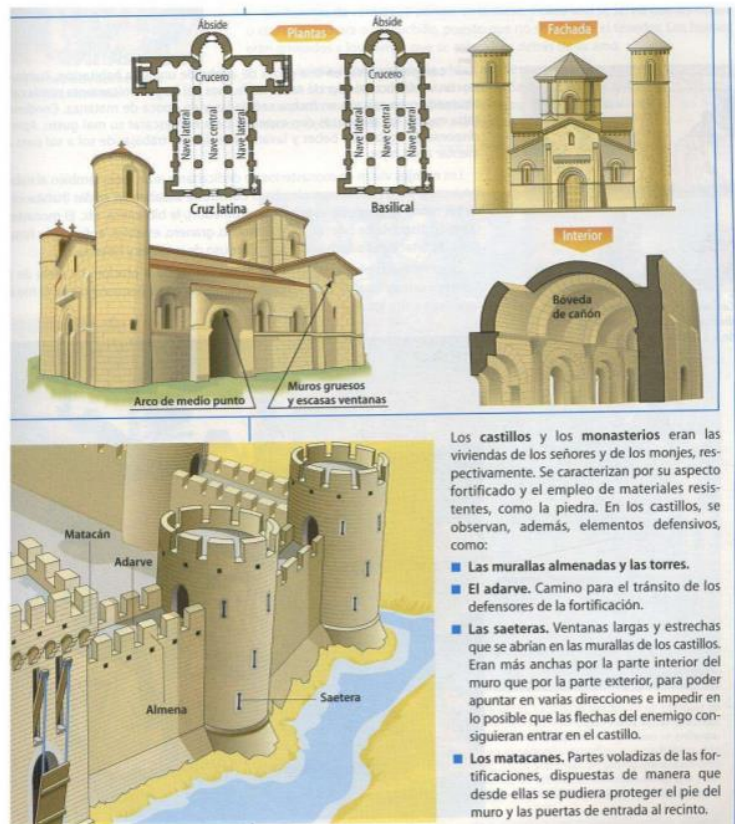 Ábside
Plantas
Ábside
Fachada
Crucero
Crucero
Nave lateral
Nave central
Nave lateral
Nave lateral
Nave central
Nave lateral
Cruz latina
Basilical
Interior
Bóveda
de cañón
Arco de medio punto
Muros gruesos
y escasas ventanas
Matacán
Adarve
Almena
Saetera
Los castillos y los monasterios eran las
viviendas de los señores y de los monjes, res-
pectivamente. Se caracterizan por su aspecto
fortificado y el empleo de materiales resis-
tentes, como la piedra. En los castillos, se
observan, además, elementos defensivos,
como:
Las murallas almenadas y las torres.
El adarve. Camino para el tránsito de los
defensores de la fortificación.
Las saeteras. Ventanas largas y estrechas
que se abrían en las murallas de los castillos.
Eran más anchas por la parte interior del
muro que por la parte exterior, para poder
apuntar en varias direcciones e impedir en
lo posible que las flechas del enemigo con-
siguieran entrar en el castillo.
Los matacanes. Partes voladizas de las for-
tificaciones, dispuestas de manera que
desde ellas se pudiera proteger el pie del
muro y las puertas de entrada al recinto.